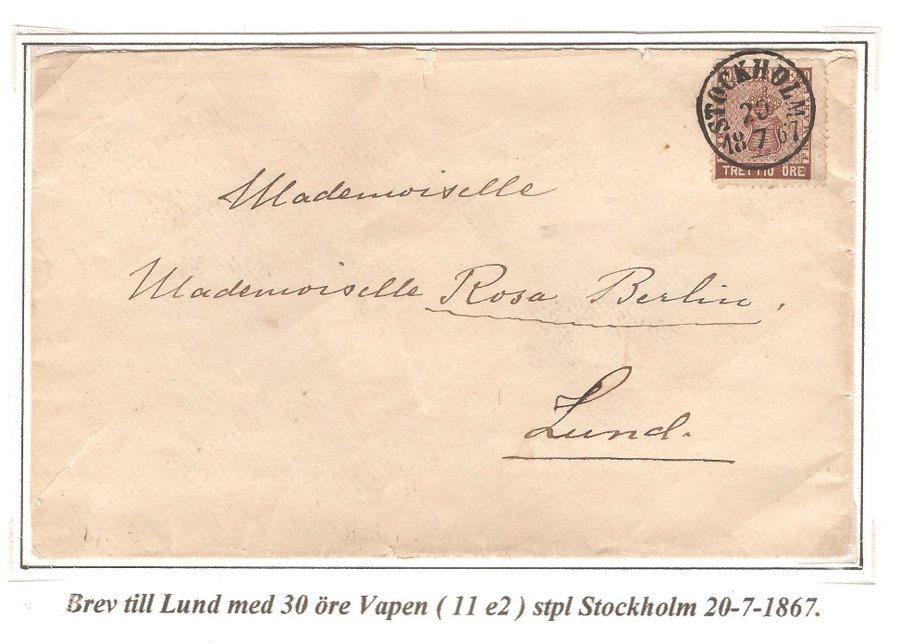 STOCKHOLM
20
18 7 67
TRETTIO ÖRE
Mademoiselle
Mademoiselle Rosa Berlin,
Lund.
Brev till Lund med 30 öre Vapen ( 11 e2 ) stpl Stockholm 20-7-1867.